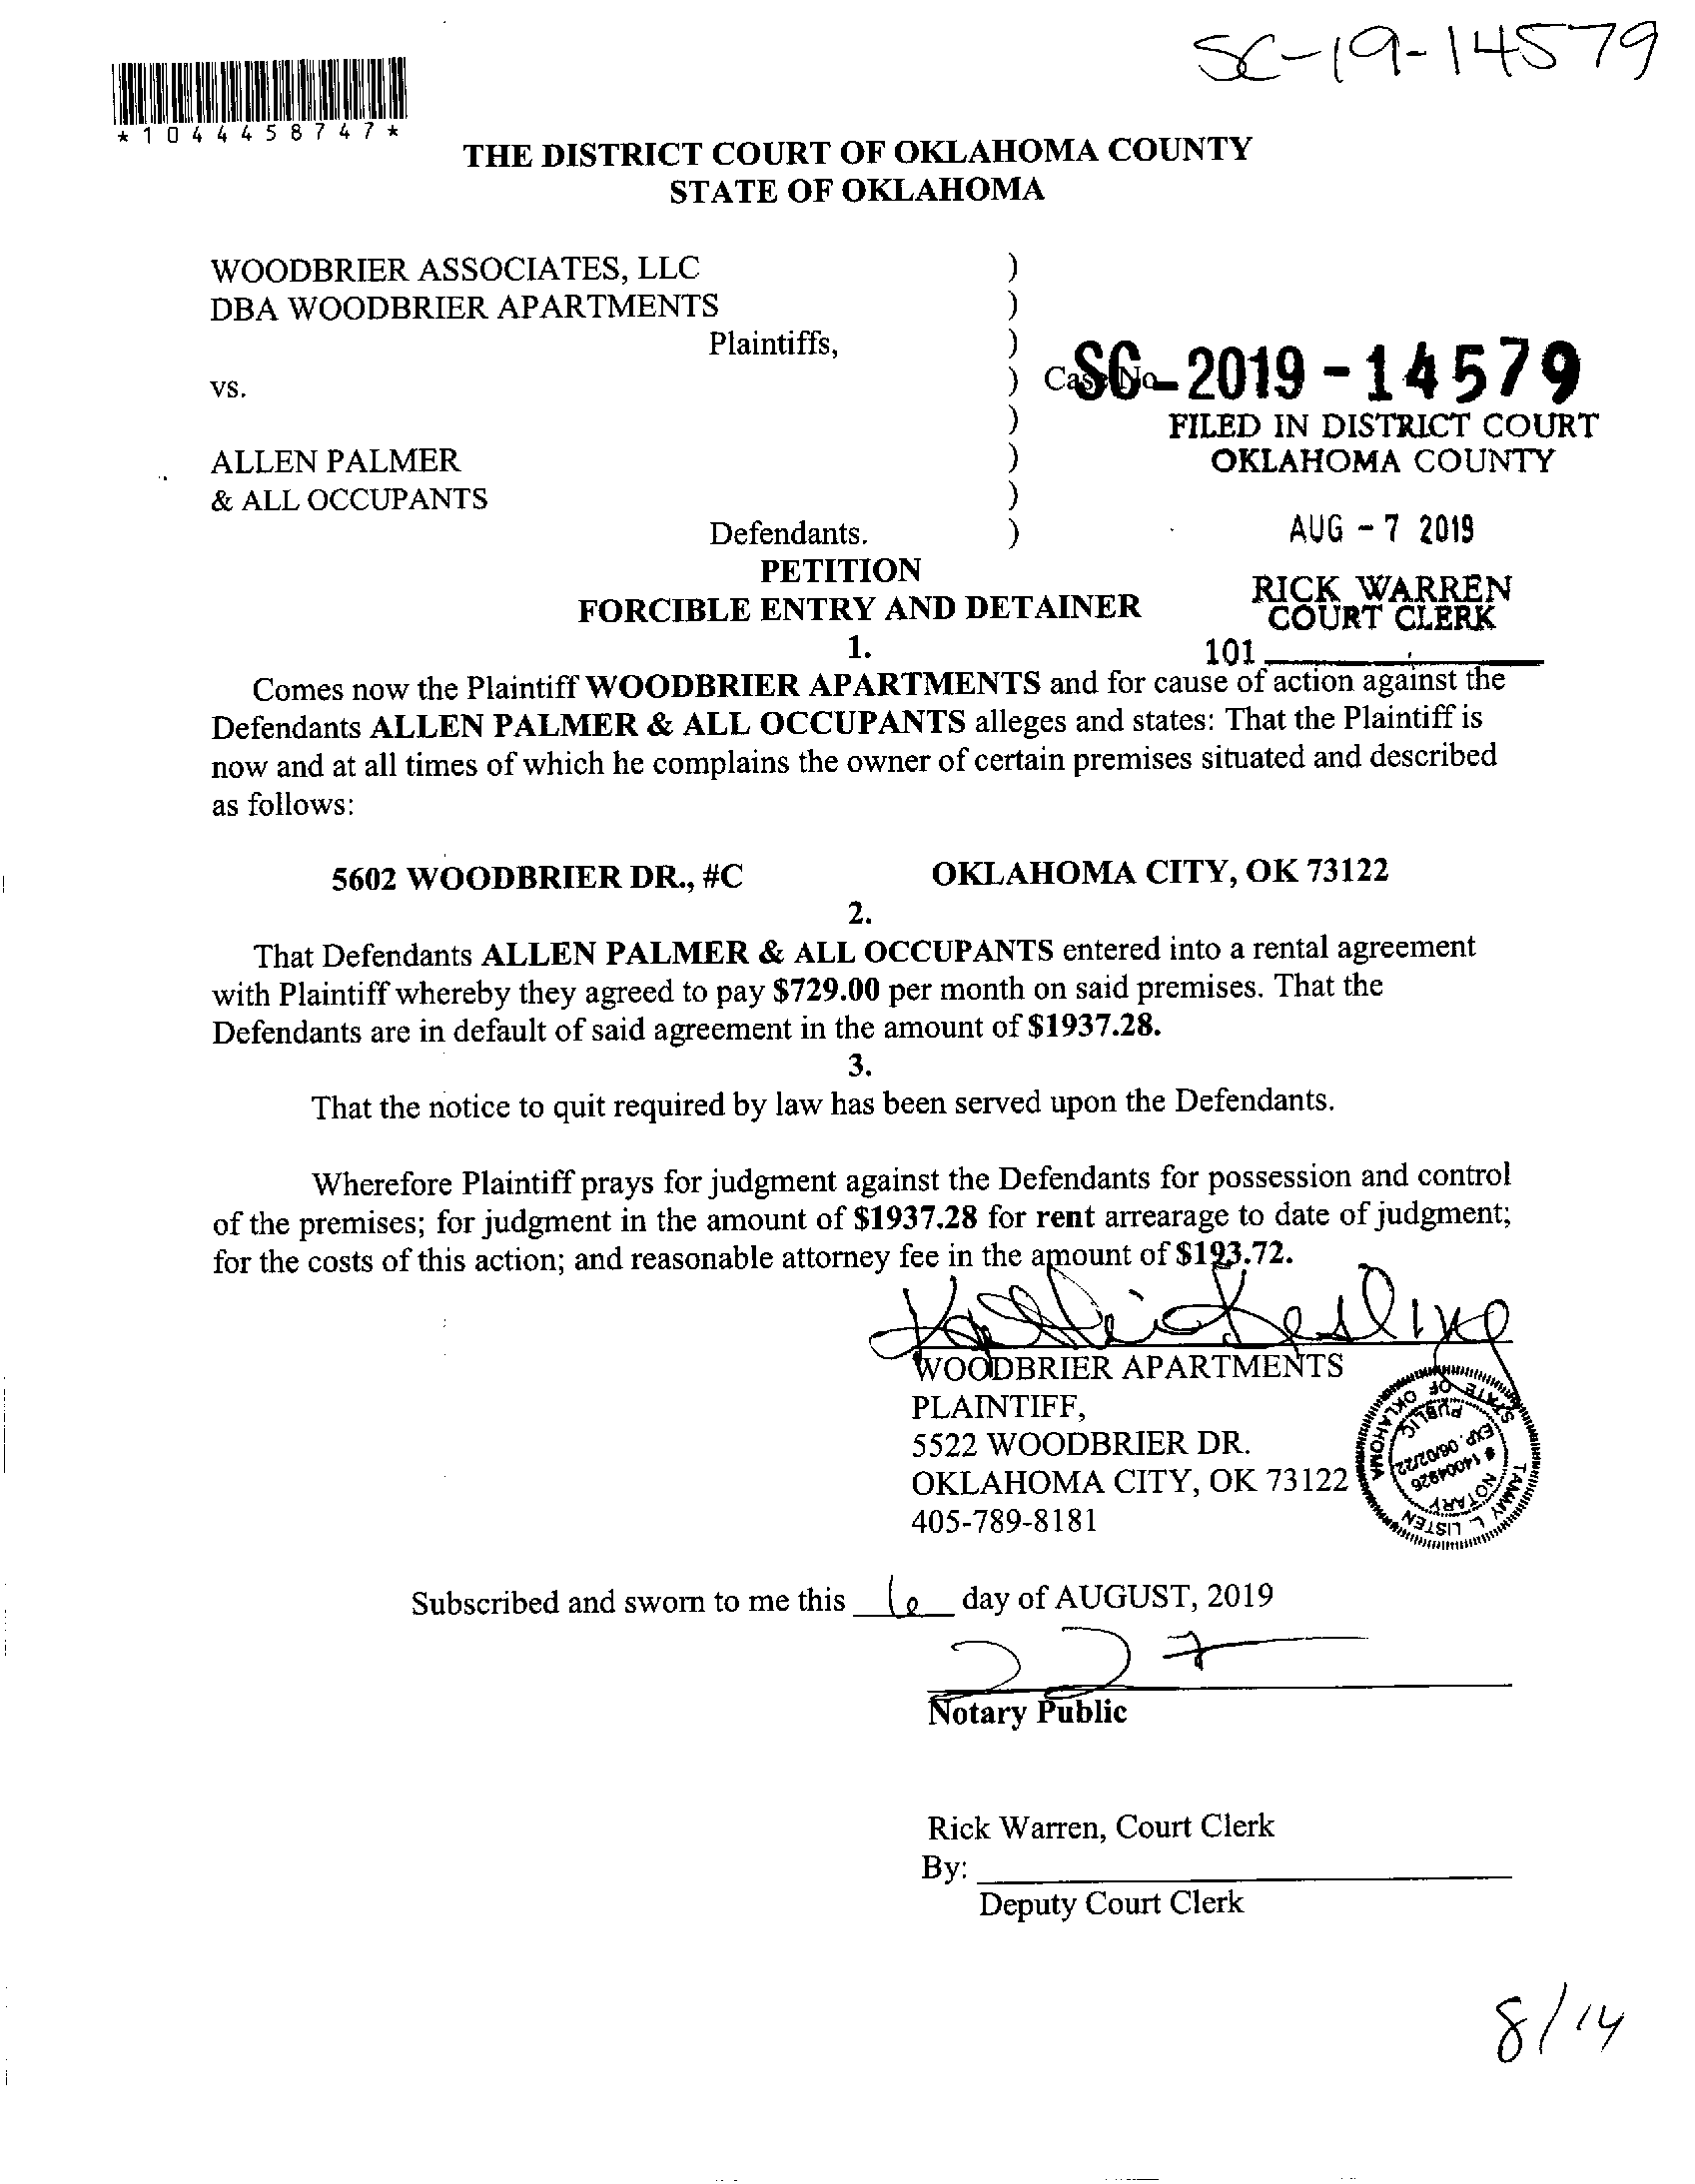 SC-19-14579
*1044458747*
THE DISTRICT COURT OF OKLAHOMA COUNTY
STATE OF OKLAHOMA
WOODBRIER ASSOCIATES, LLC )
DBA WOODBRIER APARTMENTS )
Plaintiffs, )
vs. ) Case No. SC-2019-14579
)
FILED IN DISTRICT COURT
ALLEN PALMER ) OKLAHOMA COUNTY
& ALL OCCUPANTS )
Defendants. ) AUG - 7 2019
PETITION
RICK WARREN
FORCIBLE ENTRY AND DETAINER
COURT CLERK
1.
101
Comes now the Plaintiff WOODBRIER APARTMENTS and for cause of action against the
Defendants ALLEN PALMER & ALL OCCUPANTS alleges and states: That the Plaintiff is
now and at all times of which he complains the owner of certain premises situated and described
as follows:
5602 WOODBRIER DR., #C OKLAHOMA CITY, OK 73122
2.
That Defendants ALLEN PALMER & ALL OCCUPANTS entered into a rental agreement
with Plaintiff whereby they agreed to pay $729.00 per month on said premises. That the
Defendants are in default of said agreement in the amount of $1937.28.
3.
That the notice to quit required by law has been served upon the Defendants.
Wherefore Plaintiff prays for judgment against the Defendants for possession and control
of the premises; for judgment in the amount of $1937.28 for rent arrearage to date of judgment;
for the costs of this action; and reasonable attorney fee in the amount of $193.72.
WOODBRIER APARTMENTS
PLAINTIFF,
5522 WOODBRIER DR.
OKLAHOMA CITY, OK 73122
405-789-8181
TAMMY L. LISTEN
STATE OF OKLAHOMA
NOTARY
# 14004926
EXP. 06/02/22
PUBLIC
Subscribed and sworn to me this 6 day of AUGUST, 2019
Notary Public
Rick Warren, Court Clerk
By:
Deputy Court Clerk
8/14